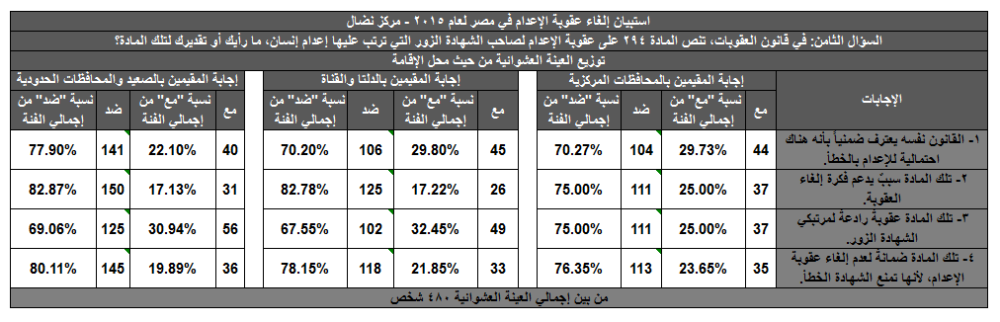 استبيان إلغاء عقوبة الإعدام في مصر لعام ٢٠١٥ - مركز نضال
السؤال الثامن: في قانون العقوبات، تنص المادة ٢٩٤ على عقوبة الإعدام لصاحب الشهادة الزور التي ترتب عليها إعدام إنسان، ما رأيك أو تقديرك لتلك المادة؟
توزيع العينة العشوائية من حيث محل الإقامة
الإجابات إجابة المقيمين بالمحافظات المركزية إجابة المقيمين بالدلتا والقناة إجابة المقيمين بالصعيد والمحافظات الحدودية
مع نسبة "مع" من إجمالي الفئة ضد نسبة "ضد" من إجمالي الفئة مع نسبة "مع" من إجمالي الفئة ضد نسبة "ضد" من إجمالي الفئة مع نسبة "مع" من إجمالي الفئة ضد نسبة "ضد" من إجمالي الفئة
١- القانون نفسه يعترف ضمنياً بأنه هناك
احتمالية للإعدام بالخطأ.
44 29.73% 104 70.27% 45 29.80% 106 70.20% 40 22.10% 141 77.90%
٢- تلك المادة سببٌ يدعم فكرة إلغاء
العقوبة.
37 25.00% 111 75.00% 26 17.22% 125 82.78% 31 17.13% 150 82.87%
٣- تلك المادة عقوبةٌ رادعةٌ لمرتكبي
الشهادة الزور.
37 25.00% 111 75.00% 49 32.45% 102 67.55% 56 30.94% 125 69.06%
٤- تلك المادة ضمانةٌ لعدم إلغاء عقوبة
الإعدام، لأنها تمنع الشهادة الخطأ.
35 23.65% 113 76.35% 33 21.85% 118 78.15% 36 19.89% 145 80.11%
من بين إجمالي العينة العشوائية ٤٨٠ شخص